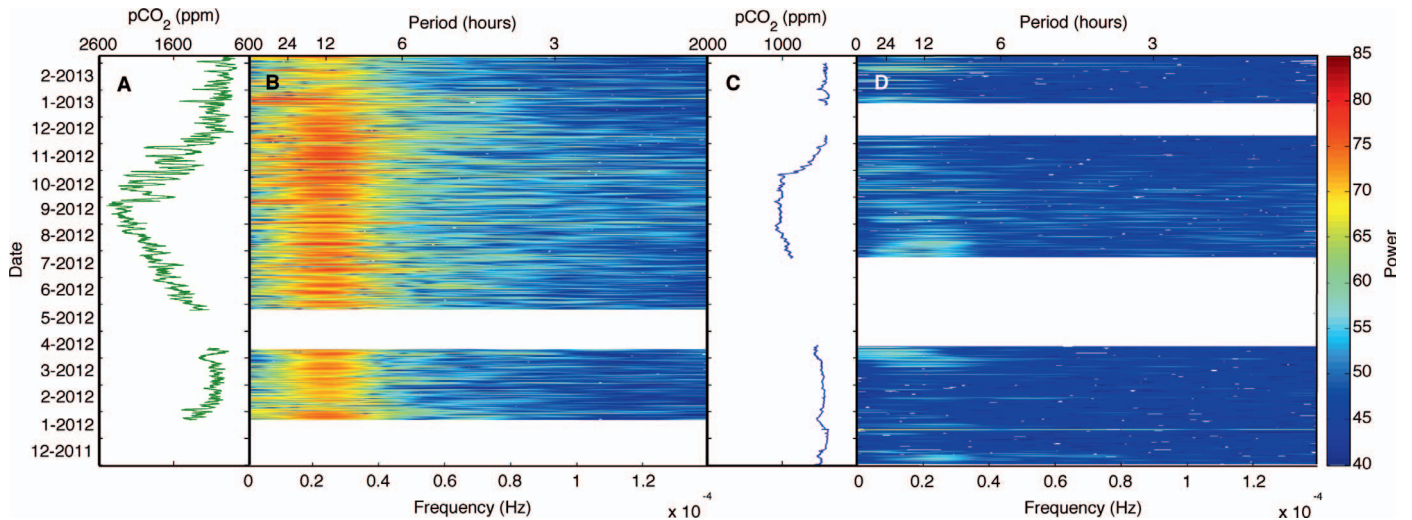 pCO2 (ppm)
Period (hours)
pCO2 (ppm)
Period (hours)
2600 1600 600 24 12 6 3 2000 1000 0 24 12 6 3
A B C D
2-2013
1-2013
12-2012
11-2012
10-2012
9-2012
8-2012
7-2012
6-2012
5-2012
4-2012
3-2012
2-2012
1-2012
12-2011
Date
85
80
75
70
65
60
55
50
45
40
Power
0 0.2 0.4 0.6 0.8 1 1.2
Frequency (Hz)
x 10-4
0 0.2 0.4 0.6 0.8 1 1.2
Frequency (Hz)
x 10-4